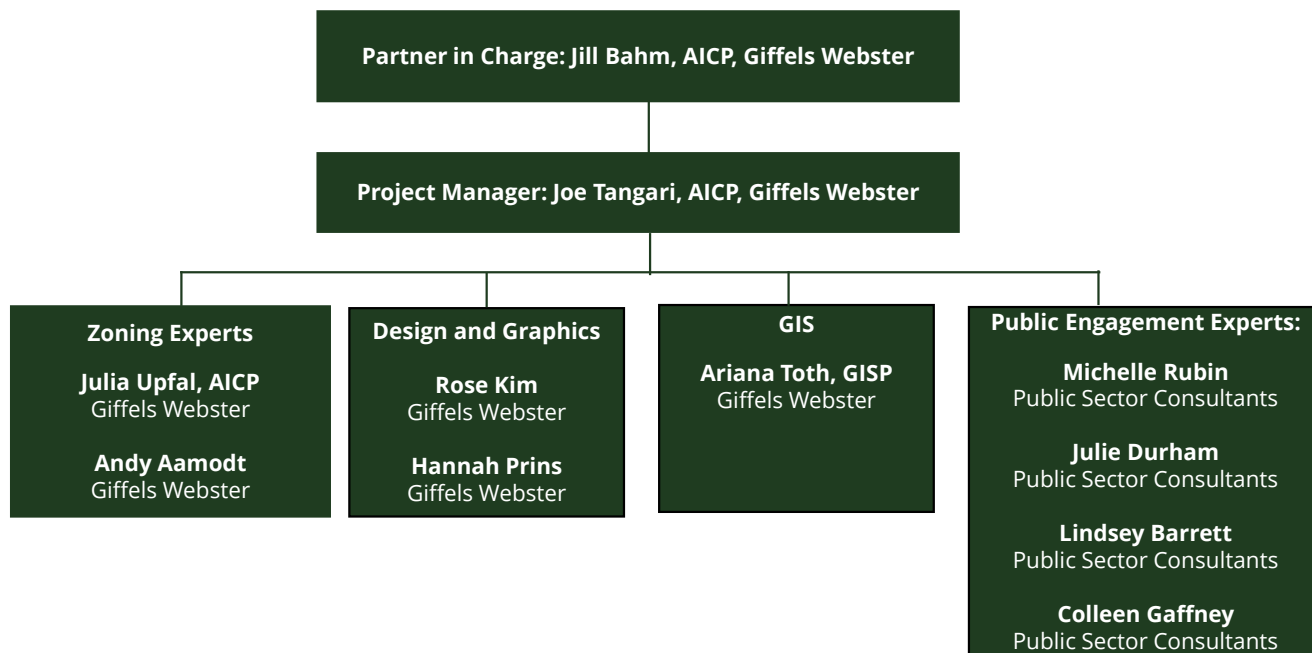 Partner in Charge: Jill Bahm, AICP, Giffels Webster
Project Manager: Joe Tangari, AICP, Giffels Webster
Zoning Experts
Julia Upfal, AICP
Giffels Webster
Andy Aamodt
Giffels Webster
Design and Graphics
Rose Kim
Giffels Webster
Hannah Prins
Giffels Webster
GIS
Ariana Toth, GISP
Giffels Webster
Public Engagement Experts:
Michelle Rubin
Public Sector Consultants
Julie Durham
Public Sector Consultants
Lindsey Barrett
Public Sector Consultants
Colleen Gaffney
Public Sector Consultants